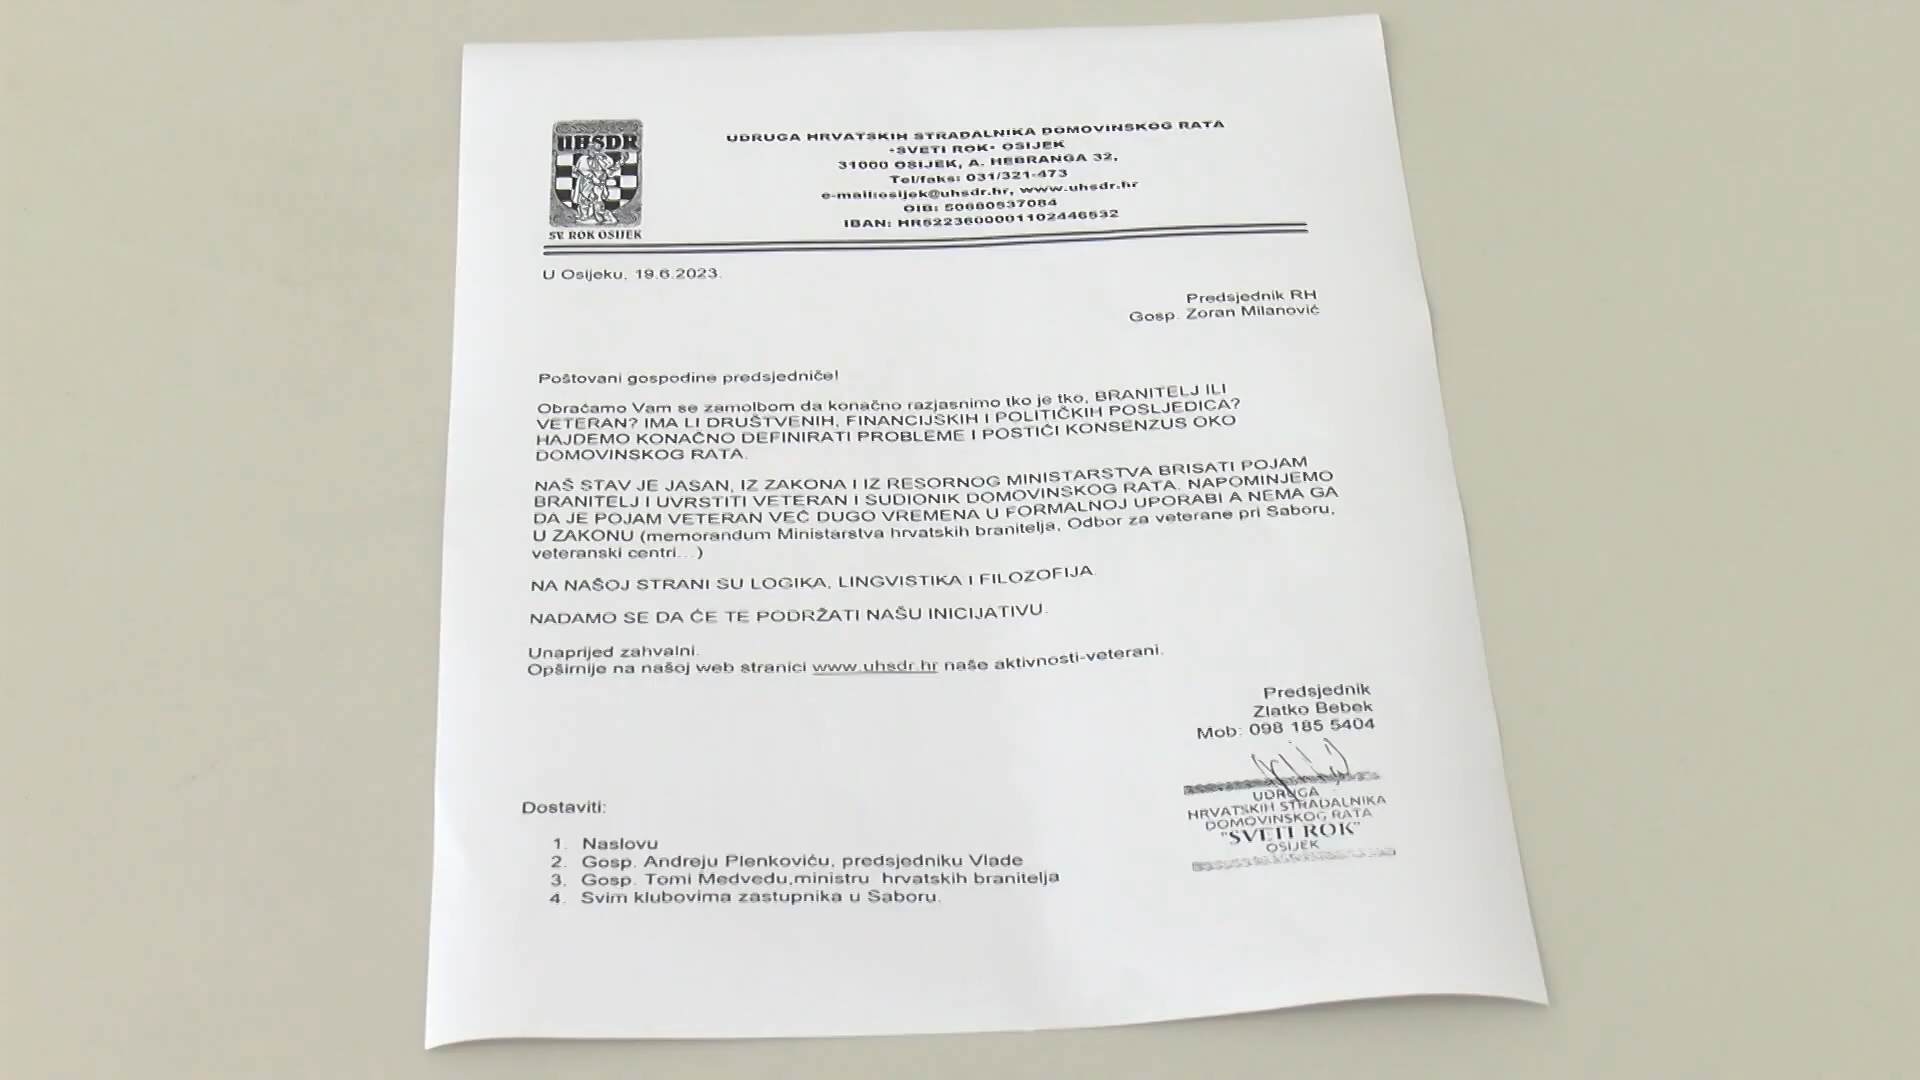 UHSDR
SV. ROK OSIJEK
UDRUGA HRVATSKIH STRADALNIKA DOMOVINSKOG RATA
•SVETI ROK• OSIJEK
31000 OSIJEK, A. HEBRANGA 32,
Tel/faks: 031/321-473
e-mail:osijek@uhsdr.hr, www.uhsdr.hr
OIB: 50680537084
IBAN: HR5223600001102446532
U Osijeku, 19.6.2023.
Predsjednik RH
Gosp. Zoran Milanović
Poštovani gospodine predsjedniče!
Obraćamo Vam se zamolbom da konačno razjasnimo tko je tko, BRANITELJ ILI
VETERAN? IMA LI DRUŠTVENIH, FINANCIJSKIH I POLITIČKIH POSLJEDICA?
HAJDEMO KONAČNO DEFINIRATI PROBLEME I POSTIĆI KONSENZUS OKO
DOMOVINSKOG RATA.
NAŠ STAV JE JASAN, IZ ZAKONA I IZ RESORNOG MINISTARSTVA BRISATI POJAM
BRANITELJ I UVRSTITI VETERAN I SUDIONIK DOMOVINSKOG RATA. NAPOMINJEMO
DA JE POJAM VETERAN VEĆ DUGO VREMENA U FORMALNOJ UPORABI A NEMA GA
U ZAKONU (memorandum Ministarstva hrvatskih branitelja, Odbor za veterane pri Saboru,
veteranski centri...)
NA NAŠOJ STRANI SU LOGIKA, LINGVISTIKA I FILOZOFIJA.
NADAMO SE DA ĆE TE PODRŽATI NAŠU INICIJATIVU.
Unaprijed zahvalni.
Opširnije na našoj web stranici www.uhsdr.hr naše aktivnosti-veterani.
Predsjednik
Zlatko Bebek
Mob: 098 185 5404
UDRUGA
HRVATSKIH STRADALNIKA
DOMOVINSKOG RATA
"SVETI ROK"
OSIJEK
Dostaviti:
1. Naslovu
2. Gosp. Andreju Plenkoviću, predsjedniku Vlade
3. Gosp. Tomi Medvedu,ministru hrvatskih branitelja
4. Svim klubovima zastupnika u Saboru.